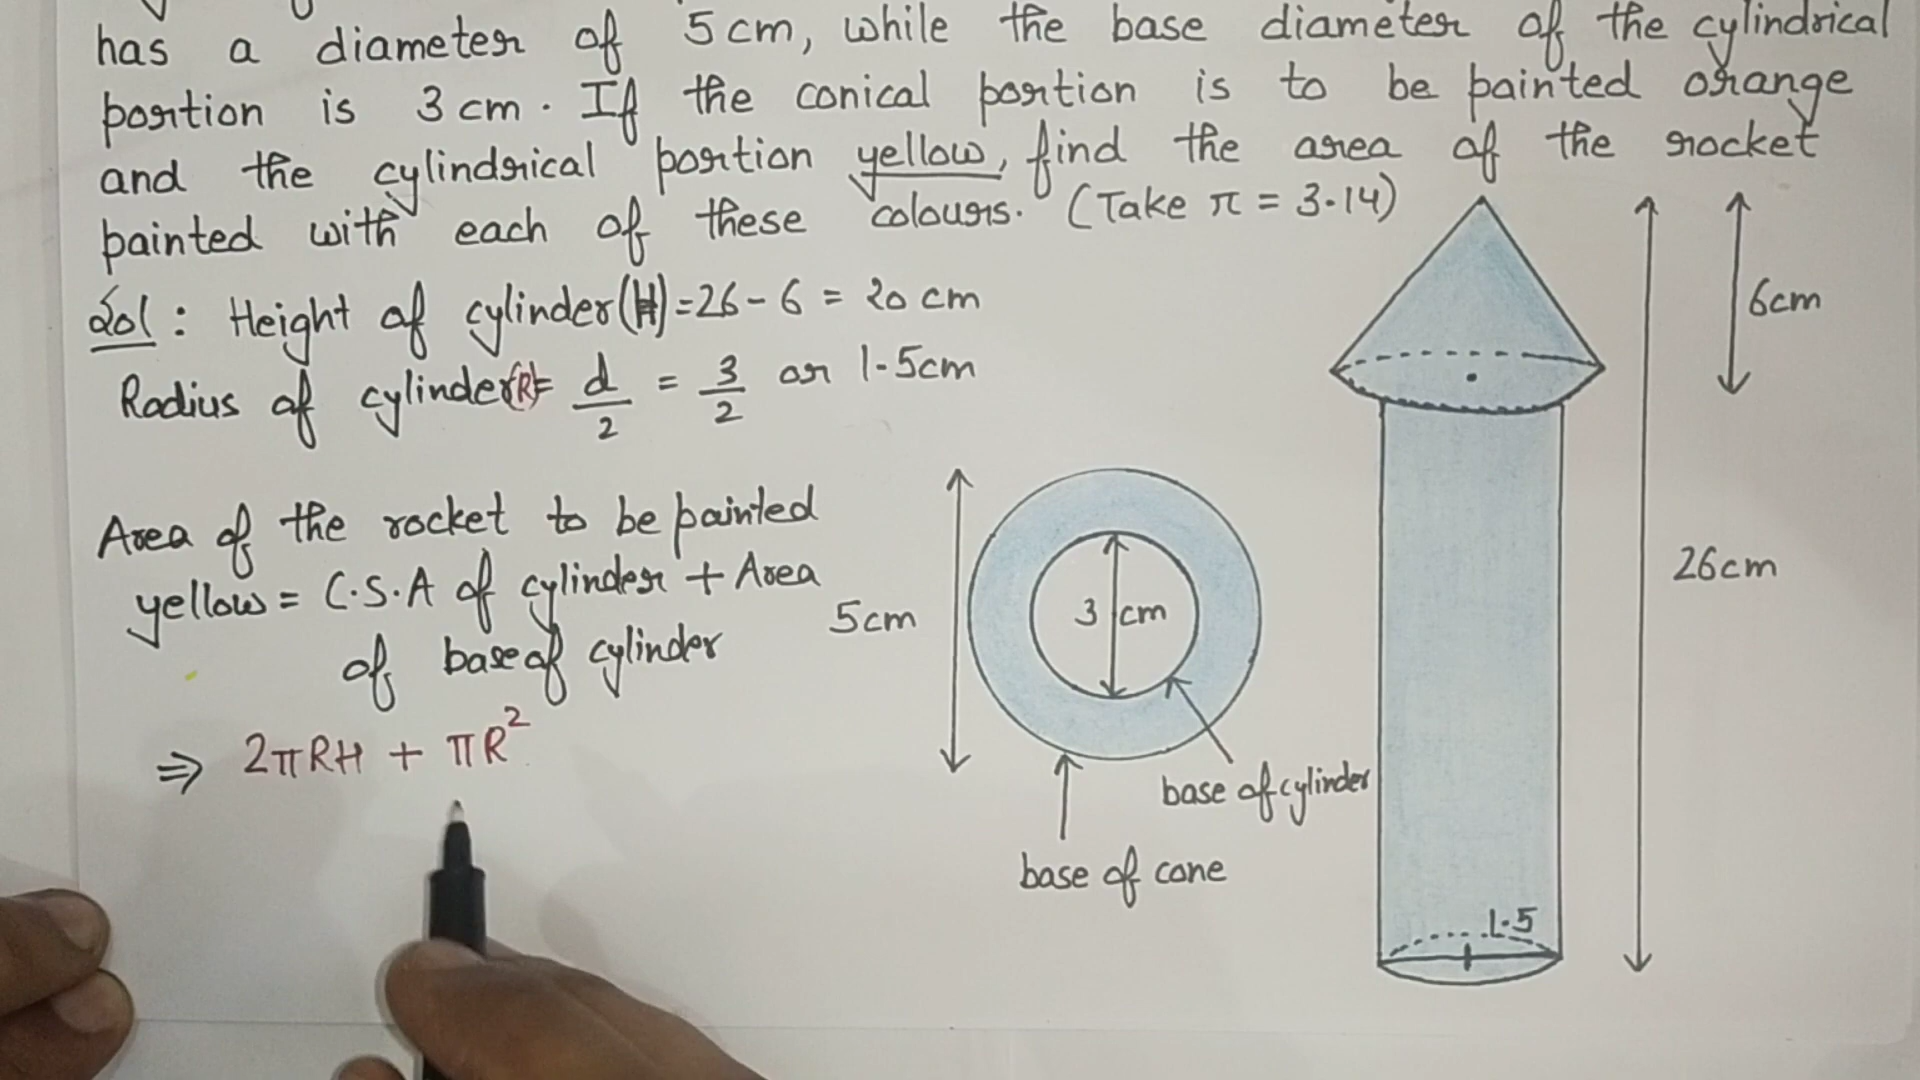 has a diameter of 5cm, while the base diameter of the cylindrical
portion is 3cm. If the conical portion is to be painted orange
and the cylindrical portion yellow, find the area of the rocket
painted with each of these colours. (Take π = 3.14)
Sol: Height of cylinder(H)=26-6 = 20 cm
Radius of cylinder(R)= d/2 = 3/2 or 1.5cm
Area of the rocket to be painted
yellow = C.S.A of cylinder + Area
of base of cylinder
⇒ 2πRH + πR²
5cm
3 cm
base of cylinder
base of cone
6cm
26cm
1.5